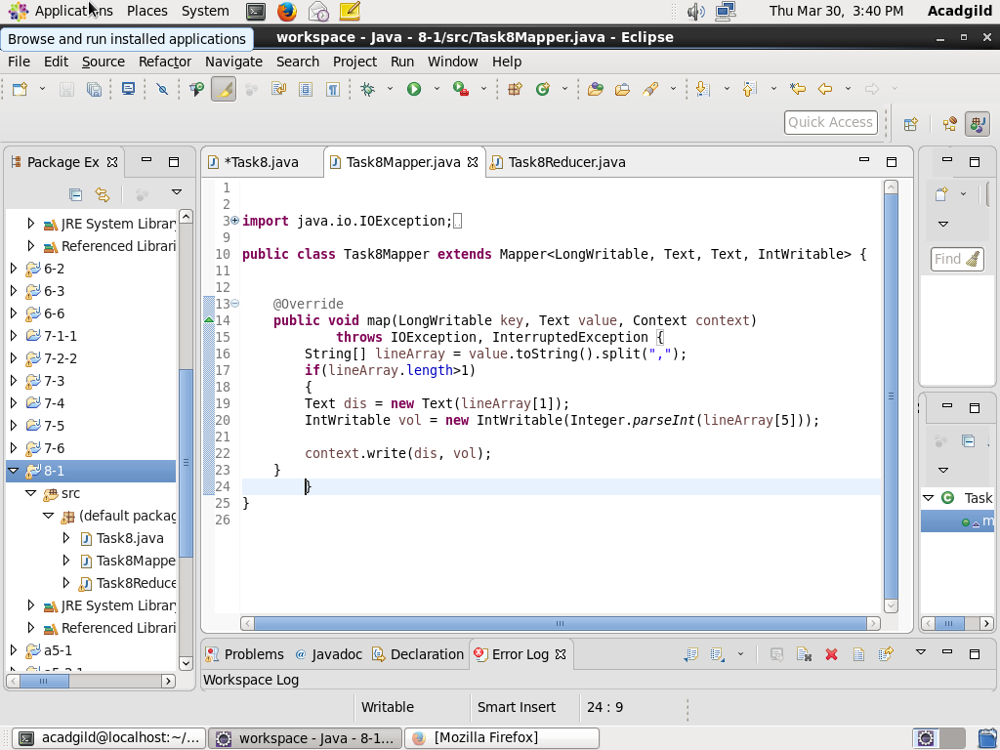 Applications Places System Thu Mar 30, 3:40 PM Acadgild
Browse and run installed applications
workspace - Java - 8-1/src/Task8Mapper.java - Eclipse
File Edit Source Refactor Navigate Search Project Run Window Help
Quick Access
Package Ex
*Task8.java Task8Mapper.java Task8Reducer.java
JRE System Librar
Referenced Librari
6-2
6-3
6-6
7-1-1
7-2-2
7-3
7-4
7-5
7-6
8-1
src
(default packag
Task8.java
Task8Mappe
Task8Reduce
JRE System Librar
Referenced Librari
a5-1
1
2
3 import java.io.IOException;
9
10 public class Task8Mapper extends Mapper<LongWritable, Text, Text, IntWritable> {
11
12
13 @Override
14 public void map(LongWritable key, Text value, Context context)
15 throws IOException, InterruptedException {
16 String[] lineArray = value.toString().split(",");
17 if(lineArray.length>1)
18 {
19 Text dis = new Text(lineArray[1]);
20 IntWritable vol = new IntWritable(Integer.parseInt(lineArray[5]));
21
22 context.write(dis, vol);
23 }
24 }
25 }
26
Find
Task
m
Problems @ Javadoc Declaration Error Log
Workspace Log
Writable Smart Insert 24 : 9
acadgild@localhost:~/... workspace - Java - 8-1... [Mozilla Firefox]